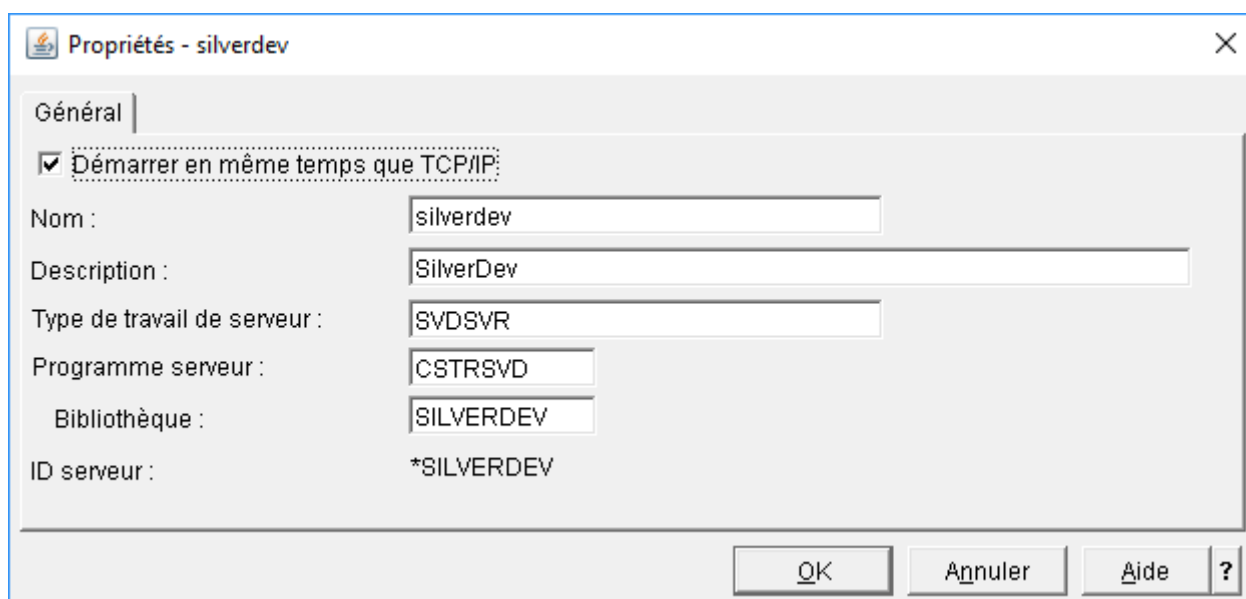 Propriétés - silverdev
Général
Démarrer en même temps que TCP/IP
Nom : silverdev
Description : SilverDev
Type de travail de serveur : SVDSVR
Programme serveur : CSTRSVD
Bibliothèque : SILVERDEV
ID serveur : *SILVERDEV
OK Annuler Aide ?